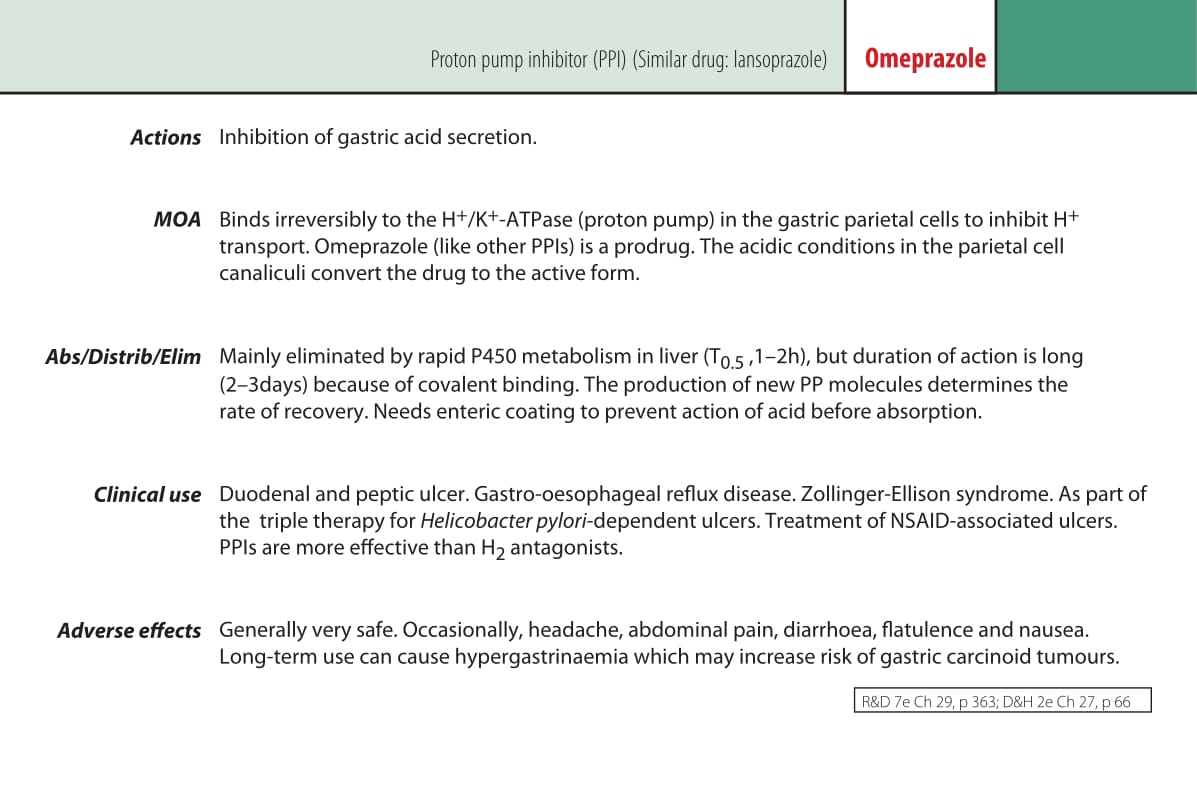 Proton pump inhibitor (PPI) (Similar drug: lansoprazole) Omeprazole
Actions Inhibition of gastric acid secretion.
MOA Binds irreversibly to the H+/K+-ATPase (proton pump) in the gastric parietal cells to inhibit H+
transport. Omeprazole (like other PPIs) is a prodrug. The acidic conditions in the parietal cell
canaliculi convert the drug to the active form.
Abs/Distrib/Elim Mainly eliminated by rapid P450 metabolism in liver (T0.5 ,1–2h), but duration of action is long
(2–3days) because of covalent binding. The production of new PP molecules determines the
rate of recovery. Needs enteric coating to prevent action of acid before absorption.
Clinical use Duodenal and peptic ulcer. Gastro-oesophageal reflux disease. Zollinger-Ellison syndrome. As part of
the triple therapy for Helicobacter pylori-dependent ulcers. Treatment of NSAID-associated ulcers.
PPIs are more effective than H2 antagonists.
Adverse effects Generally very safe. Occasionally, headache, abdominal pain, diarrhoea, flatulence and nausea.
Long-term use can cause hypergastrinaemia which may increase risk of gastric carcinoid tumours.
R&D 7e Ch 29, p 363; D&H 2e Ch 27, p 66